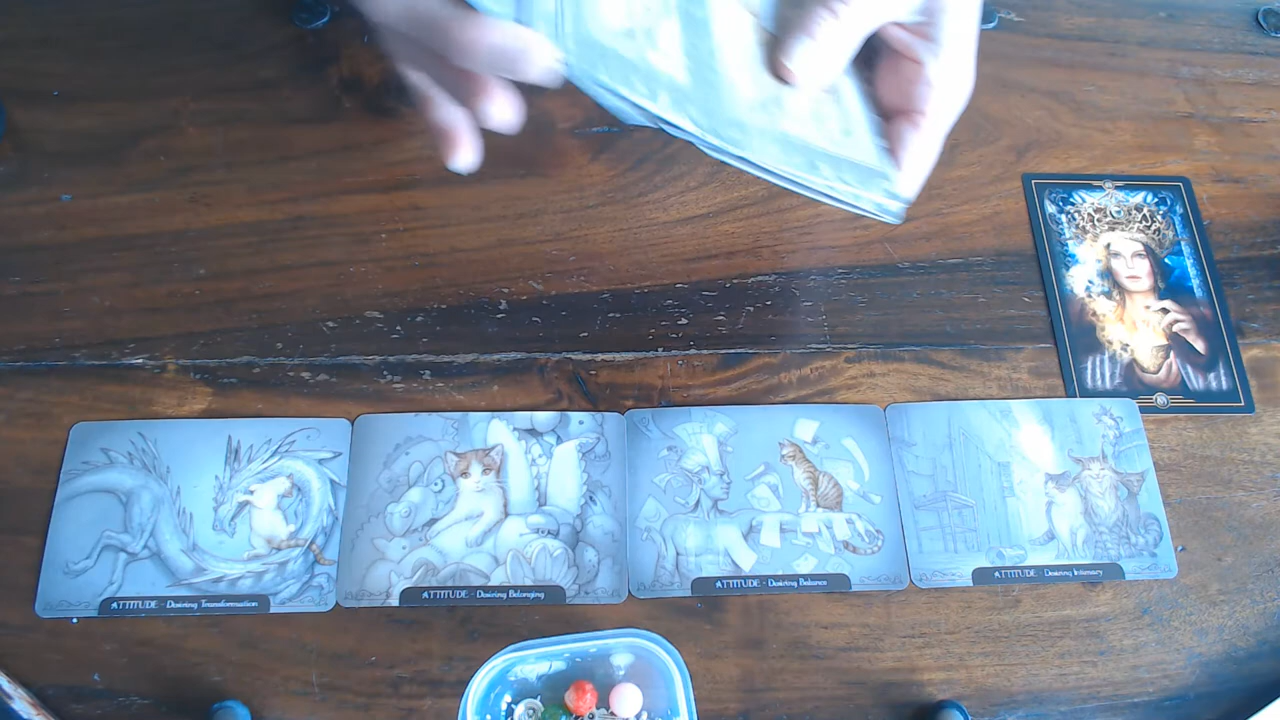 ATTITUDE - Desiring Transformation
ATTITUDE - Desiring Belonging
ATTITUDE - Desiring Balance
ATTITUDE - Desiring Intimacy